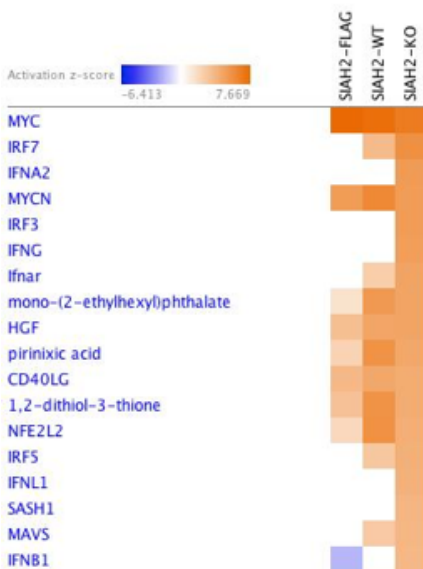 SIAH2-FLAG
SIAH2-WT
SIAH2-KO
Activation z-score
-6.413 7.669
MYC
IRF7
IFNA2
MYCN
IRF3
IFNG
Ifnar
mono-(2-ethylhexyl)phthalate
HGF
pirinixic acid
CD40LG
1,2-dithiol-3-thione
NFE2L2
IRF5
IFNL1
SASH1
MAVS
IFNB1